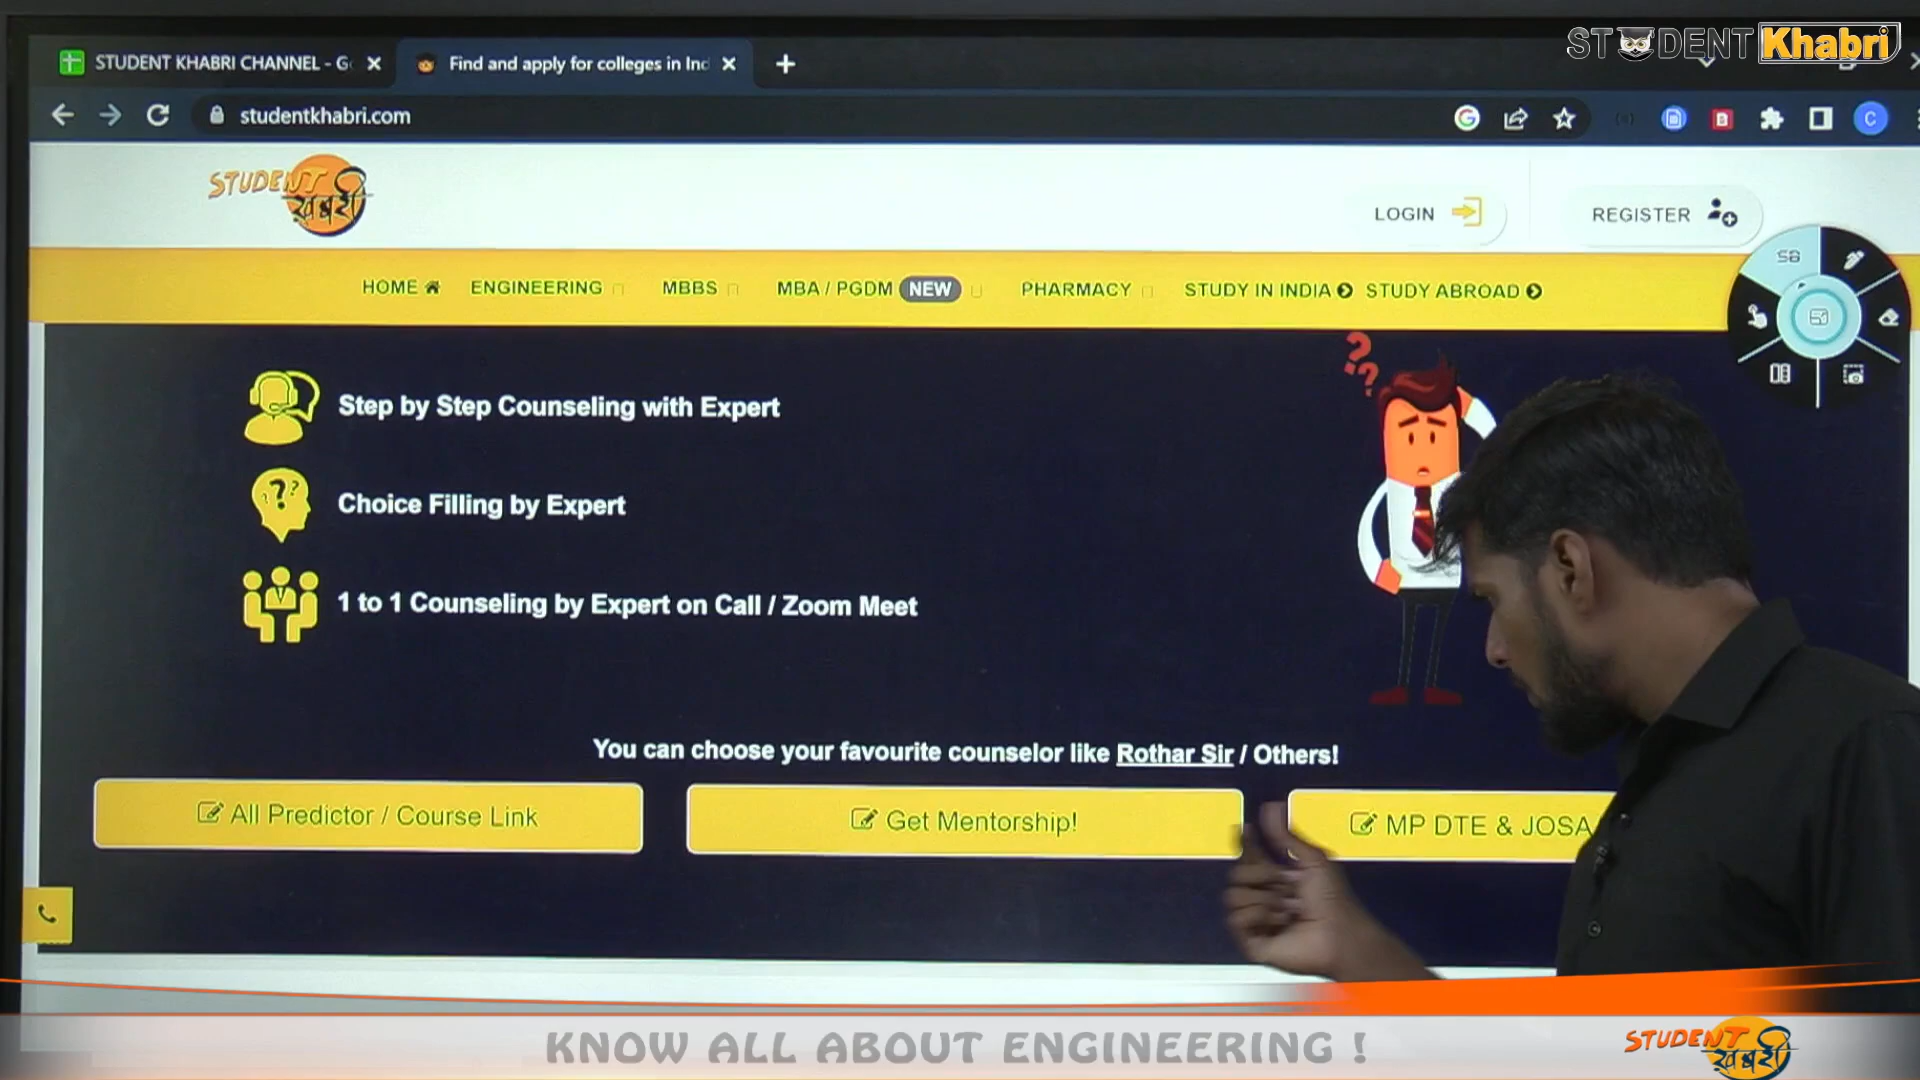 STUDENT Khabri
STUDENT KHABRI CHANNEL - G
Find and apply for colleges in Ind
studentkhabri.com
STUDENT
ख़बरी
LOGIN
REGISTER
HOME
ENGINEERING
MBBS
MBA / PGDM NEW
PHARMACY
STUDY IN INDIA
STUDY ABROAD
Step by Step Counseling with Expert
Choice Filling by Expert
1 to 1 Counseling by Expert on Call / Zoom Meet
You can choose your favourite counselor like Rothar Sir / Others!
All Predictor / Course Link
Get Mentorship!
MP DTE & JOSA
KNOW ALL ABOUT ENGINEERING !
STUDENT
ख़बरी